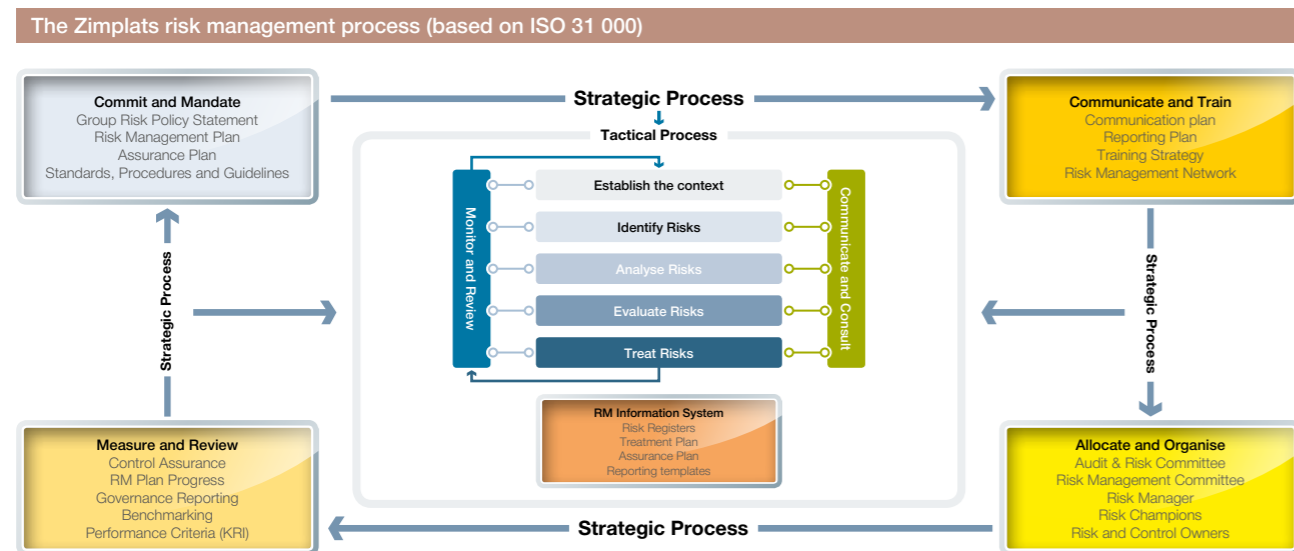 The Zimplats risk management process (based on ISO 31 000)
Commit and Mandate
Group Risk Policy Statement
Risk Management Plan
Assurance Plan
Standards, Procedures and Guidelines
Strategic Process
Communicate and Train
Communication plan
Reporting Plan
Training Strategy
Risk Management Network
Tactical Process
Monitor and Review
Establish the context
Identify Risks
Analyse Risks
Evaluate Risks
Treat Risks
Communicate and Consult
RM Information System
Risk Registers
Treatment Plan
Assurance Plan
Reporting templates
Strategic Process
Strategic Process
Measure and Review
Control Assurance
RM Plan Progress
Governance Reporting
Benchmarking
Performance Criteria (KRI)
Strategic Process
Allocate and Organise
Audit & Risk Committee
Risk Management Committee
Risk Manager
Risk Champions
Risk and Control Owners